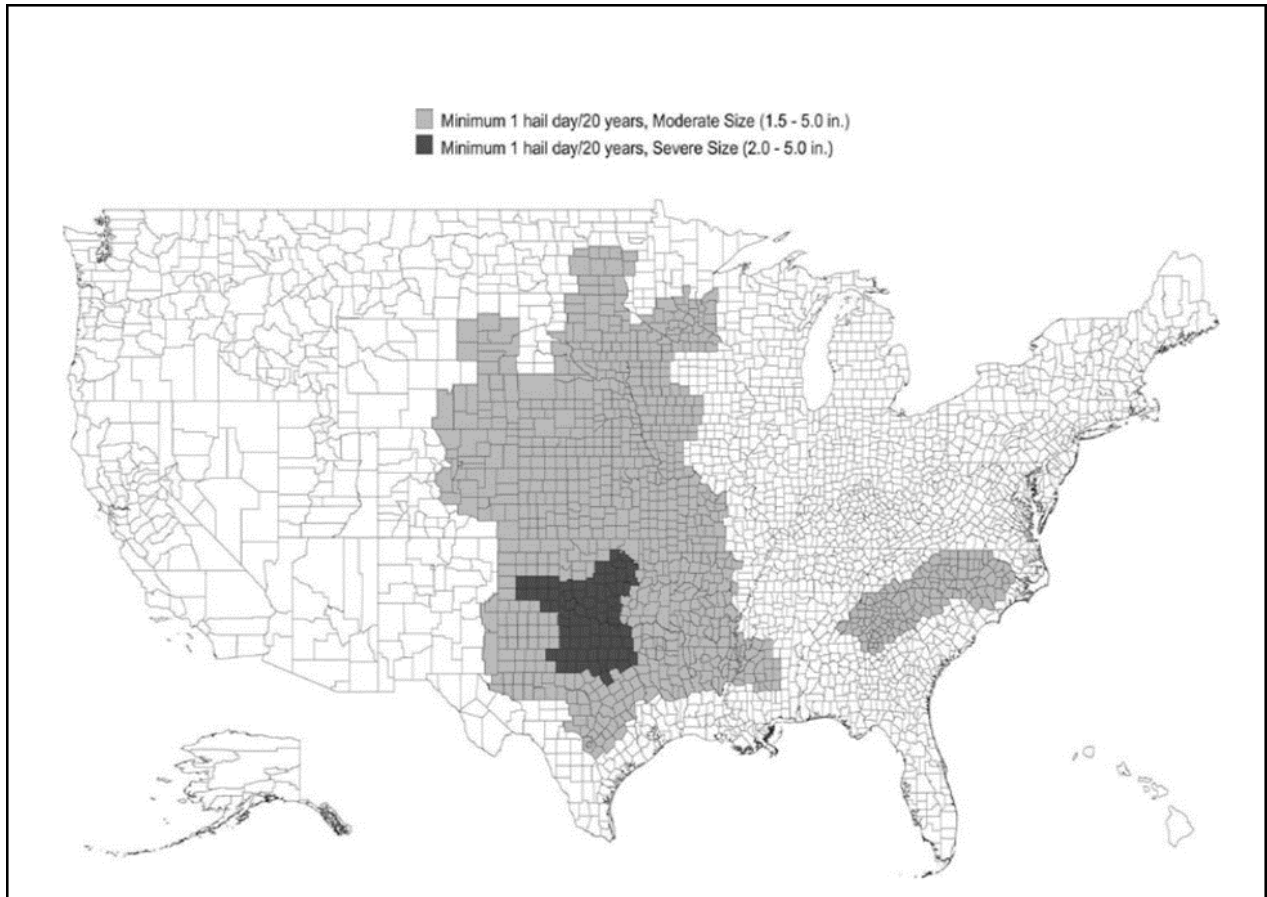 Minimum 1 hail day/20 years, Moderate Size (1.5 - 5.0 in.)
Minimum 1 hail day/20 years, Severe Size (2.0 - 5.0 in.)